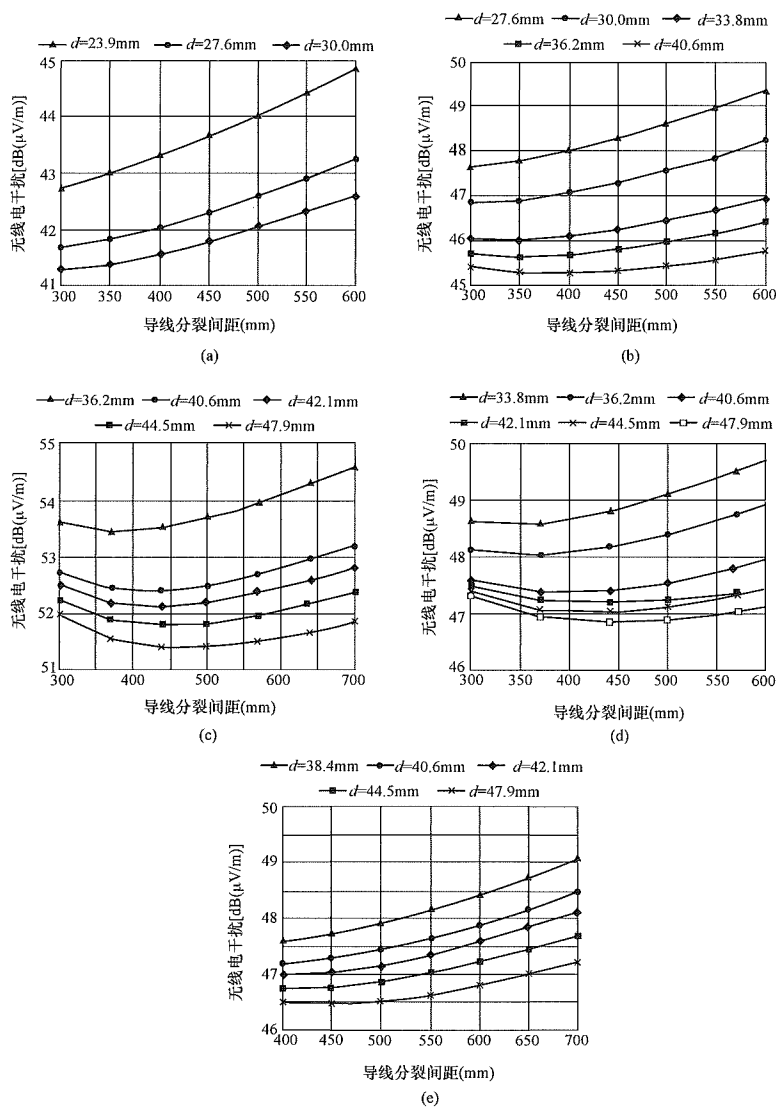 d=23.9mm d=27.6mm d=30.0mm
45
44
43
42
41
无线电干扰[dB(μV/m)]
300 350 400 450 500 550 600
导线分裂间距(mm)
(a)
d=27.6mm d=30.0mm d=33.8mm
d=36.2mm d=40.6mm
50
49
48
47
46
45
无线电干扰[dB(μV/m)]
300 350 400 450 500 550 600
导线分裂间距(mm)
(b)
d=36.2mm d=40.6mm d=42.1mm
d=44.5mm d=47.9mm
55
54
53
52
51
无线电干扰[dB(μV/m)]
300 400 500 600 700
导线分裂间距(mm)
(c)
d=33.8mm d=36.2mm d=40.6mm
d=42.1mm d=44.5mm d=47.9mm
50
49
48
47
46
无线电干扰[dB(μV/m)]
300 350 400 450 500 550 600
导线分裂间距(mm)
(d)
d=38.4mm d=40.6mm d=42.1mm
d=44.5mm d=47.9mm
50
49
48
47
46
无线电干扰[dB(μV/m)]
400 450 500 550 600 650 700
导线分裂间距(mm)
(e)